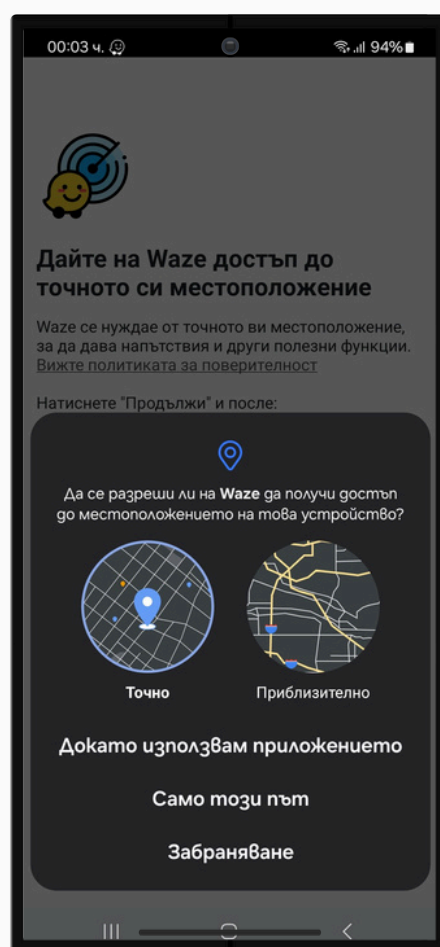 00:03 ч. 94%
Дайте на Waze достъп до
точното си местоположение
Waze се нуждае от точното ви местоположение,
за да дава напътствия и други полезни функции.
Вижте политиката за поверителност
Натиснете "Продължи" и после:
Да се разреши ли на Waze да получи достъп
до местоположението на това устройство?
Точно Приблизително
Докато използвам приложението
Само този път
Забраняване